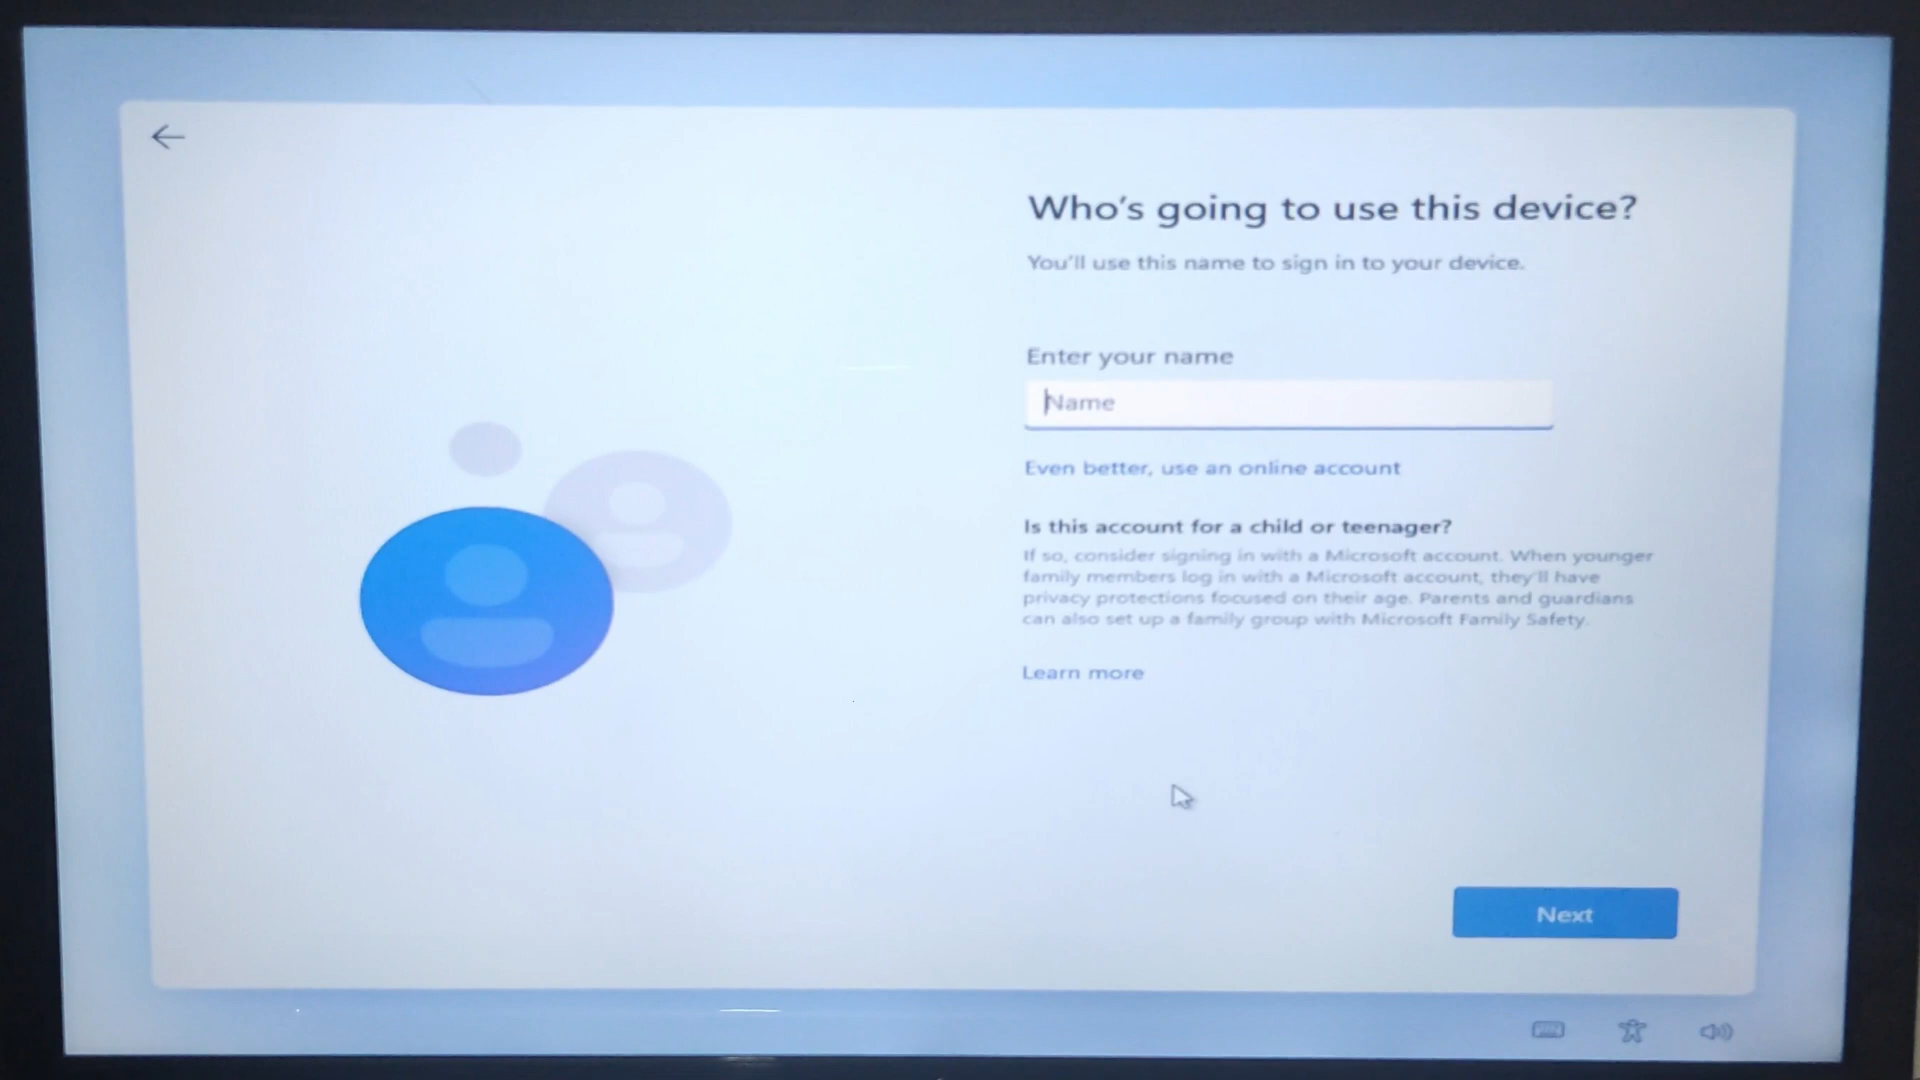 Who's going to use this device?
You'll use this name to sign in to your device.
Enter your name
Name
Even better, use an online account
Is this account for a child or teenager?
If so, consider signing in with a Microsoft account. When younger
family members log in with a Microsoft account, they'll have
privacy protections focused on their age. Parents and guardians
can also set up a family group with Microsoft Family Safety.
Learn more
Next